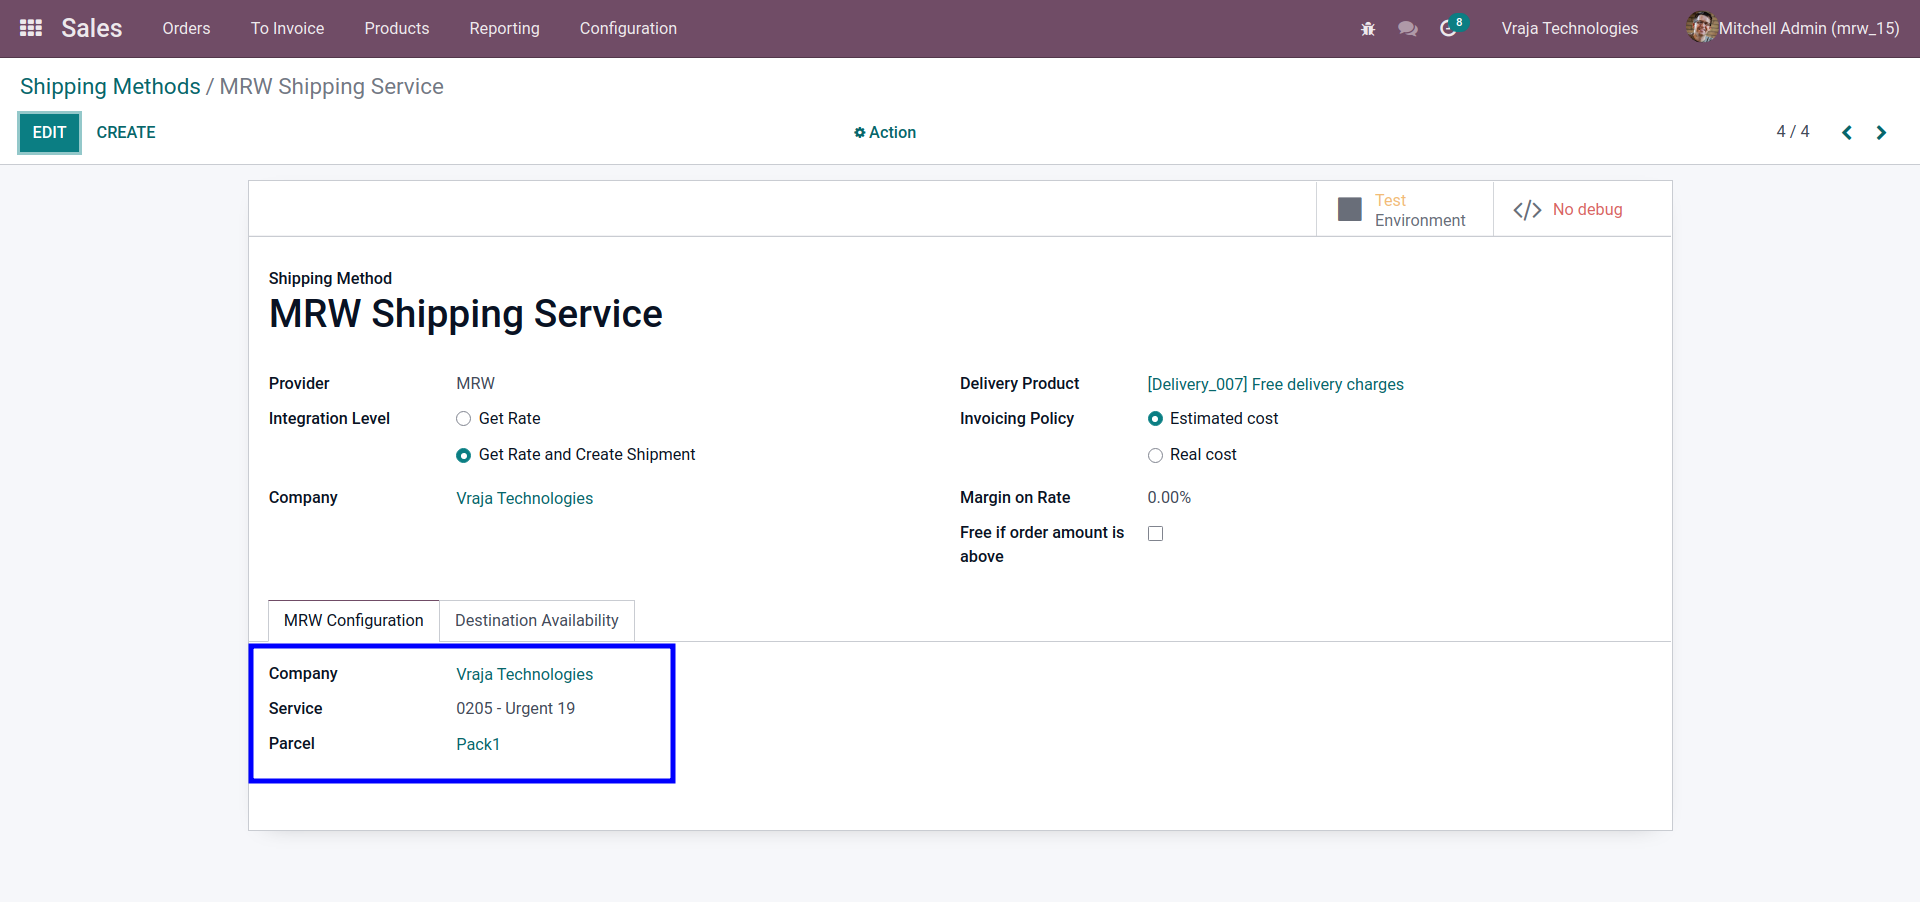 Sales Orders To Invoice Products Reporting Configuration 8 Vraja Technologies Mitchell Admin (mrw_15)
Shipping Methods / MRW Shipping Service
EDIT CREATE Action 4 / 4
Test
Environment
</> No debug
Shipping Method
MRW Shipping Service
Provider MRW
Integration Level Get Rate
Get Rate and Create Shipment
Company Vraja Technologies
Delivery Product [Delivery_007] Free delivery charges
Invoicing Policy Estimated cost
Real cost
Margin on Rate 0.00%
Free if order amount is
above
MRW Configuration Destination Availability
Company Vraja Technologies
Service 0205 - Urgent 19
Parcel Pack1